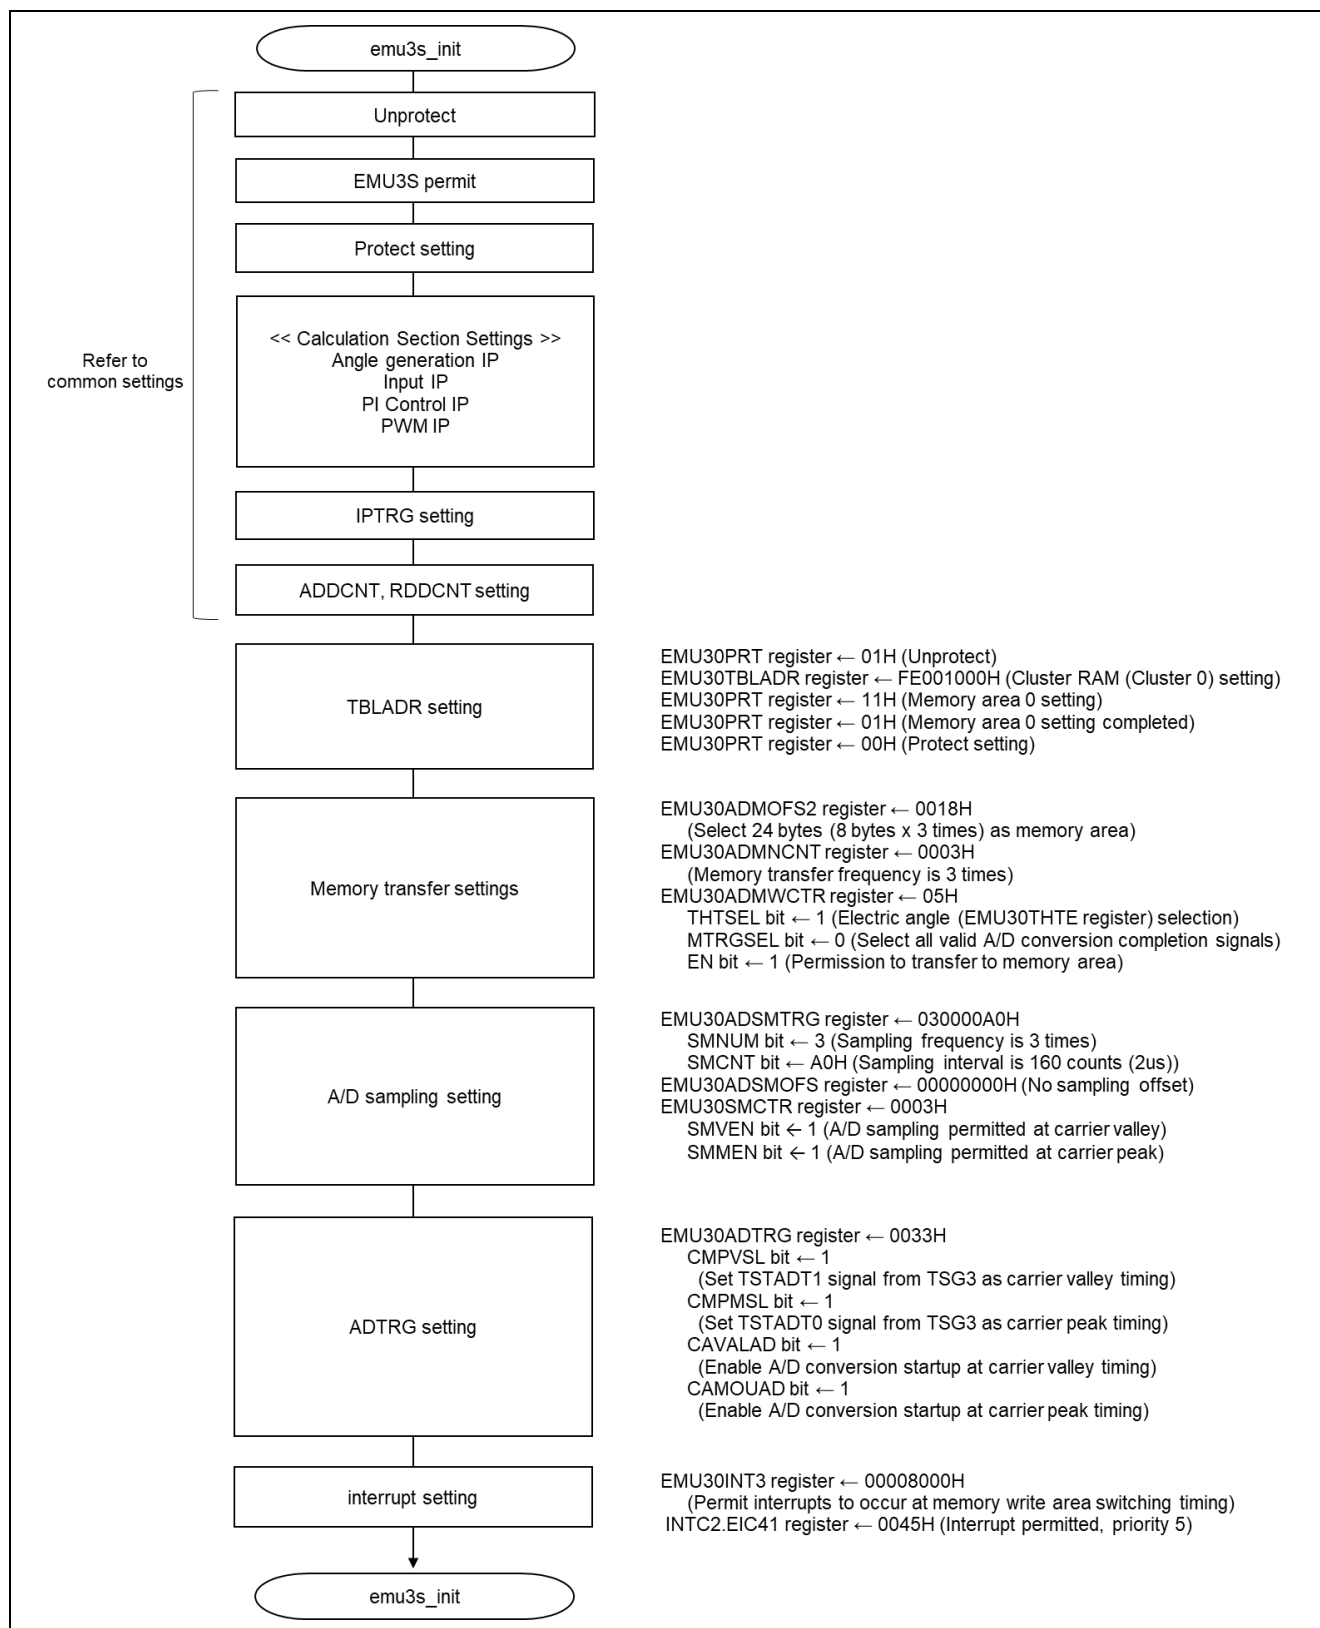 emu3s_init
Unprotect
EMU3S permit
Protect setting
<< Calculation Section Settings >>
Angle generation IP
Input IP
PI Control IP
PWM IP
Refer to
common settings
IPTRG setting
ADDCNT, RDDCNT setting
TBLADR setting
EMU30PRT register ← 01H (Unprotect)
EMU30TBLADR register ← FE001000H (Cluster RAM (Cluster 0) setting)
EMU30PRT register ← 11H (Memory area 0 setting)
EMU30PRT register ← 01H (Memory area 0 setting completed)
EMU30PRT register ← 00H (Protect setting)
Memory transfer settings
EMU30ADMOFS2 register ← 0018H
(Select 24 bytes (8 bytes x 3 times) as memory area)
EMU30ADMNCNT register ← 0003H
(Memory transfer frequency is 3 times)
EMU30ADMWCTR register ← 05H
THTSEL bit ← 1 (Electric angle (EMU30THTE register) selection)
MTRGSEL bit ← 0 (Select all valid A/D conversion completion signals)
EN bit ← 1 (Permission to transfer to memory area)
A/D sampling setting
EMU30ADSMTRG register ← 030000A0H
SMNUM bit ← 3 (Sampling frequency is 3 times)
SMCNT bit ← A0H (Sampling interval is 160 counts (2us))
EMU30ADSMOFS register ← 00000000H (No sampling offset)
EMU30SMCTR register ← 0003H
SMVEN bit ← 1 (A/D sampling permitted at carrier valley)
SMMEN bit ← 1 (A/D sampling permitted at carrier peak)
ADTRG setting
EMU30ADTRG register ← 0033H
CMPVSL bit ← 1
(Set TSTADT1 signal from TSG3 as carrier valley timing)
CMPMSL bit ← 1
(Set TSTADT0 signal from TSG3 as carrier peak timing)
CAVALAD bit ← 1
(Enable A/D conversion startup at carrier valley timing)
CAMOUAD bit ← 1
(Enable A/D conversion startup at carrier peak timing)
interrupt setting
EMU30INT3 register ← 00008000H
(Permit interrupts to occur at memory write area switching timing)
INTC2.EIC41 register ← 0045H (Interrupt permitted, priority 5)
emu3s_init